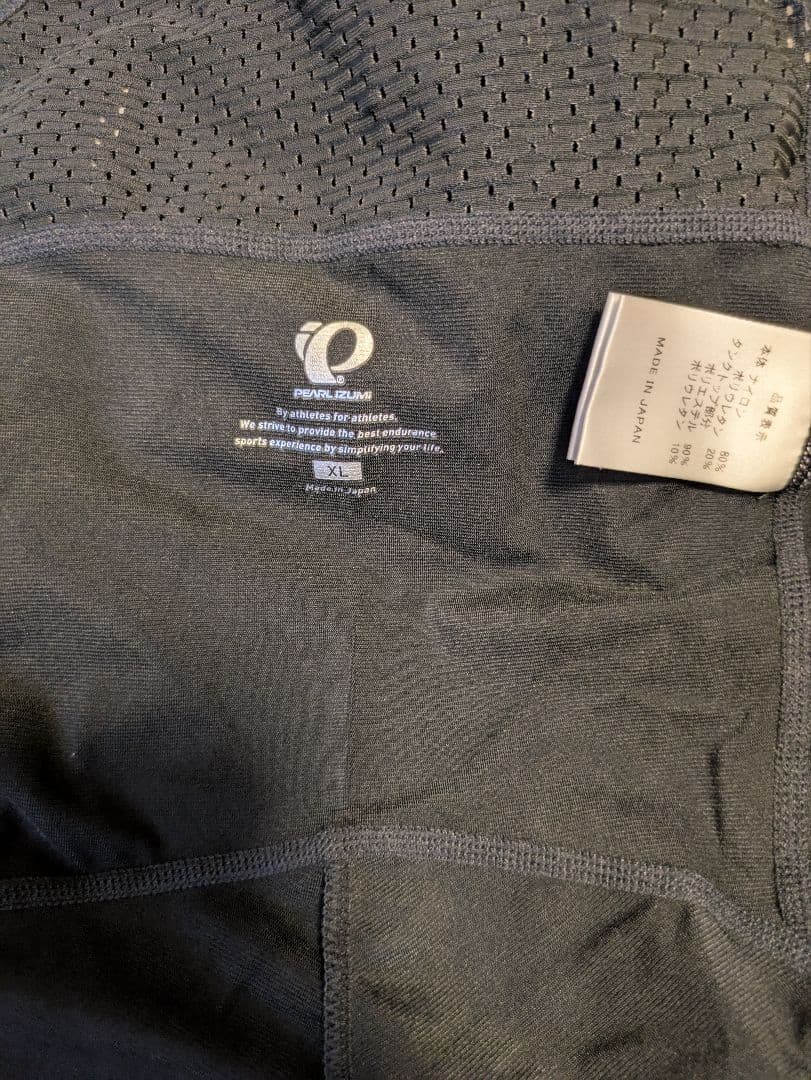 PEARL IZUMI
By athletes for athletes.
We strive to provide the best endurance
sports experience by simplifying your life.
XL
Made in Japan
品質表示
本体 ナイロン 80%
ポリウレタン 20%
タンクトップ部分
ポリエステル 90%
ポリウレタン 10%
MADE IN JAPAN